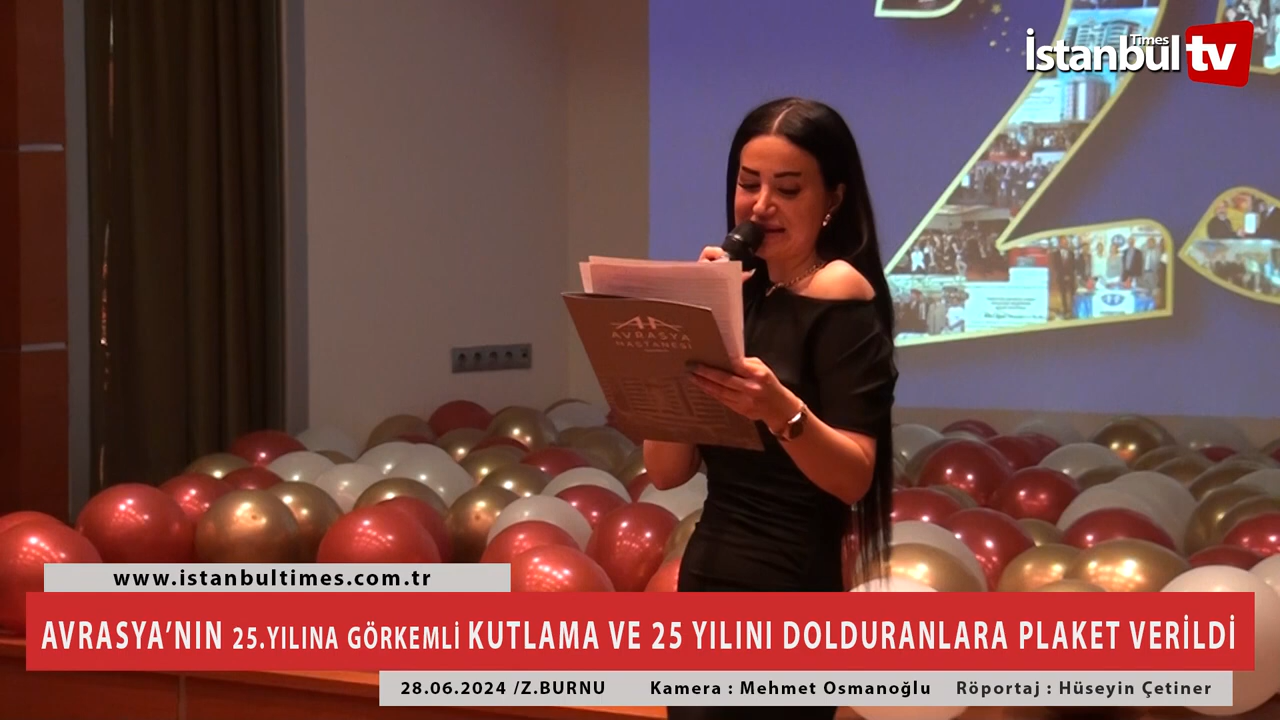 İstanbul Times tv
25
AVRASYA
HASTANESİ
www.istanbultimes.com.tr
AVRASYA’NIN 25.YILINA GÖRKEMLİ KUTLAMA VE 25 YILINI DOLDURANLARA PLAKET VERİLDİ
28.06.2024 /Z.BURNU Kamera : Mehmet Osmanoğlu Röportaj : Hüseyin Çetiner